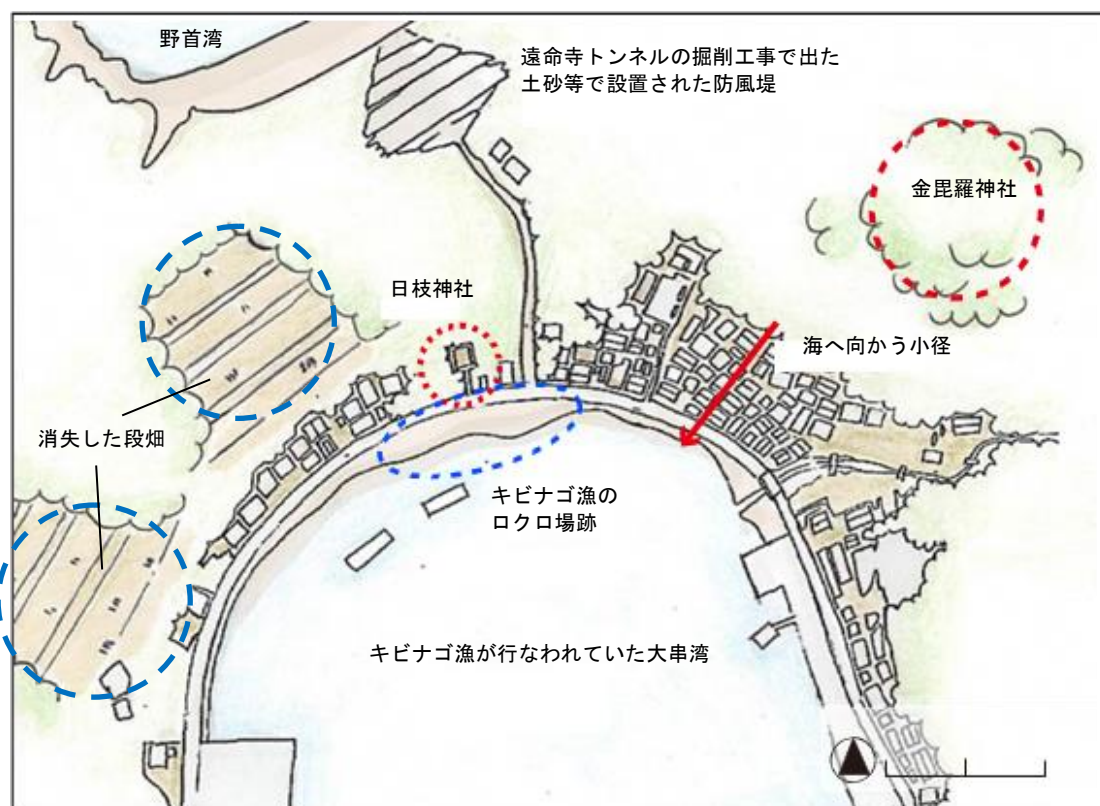 野首湾
遠命寺トンネルの掘削工事で出た
土砂等で設置された防風堤
金毘羅神社
日枝神社
海へ向かう小径
消失した段畑
キビナゴ漁の
ロクロ場跡
キビナゴ漁が行なわれていた大串湾